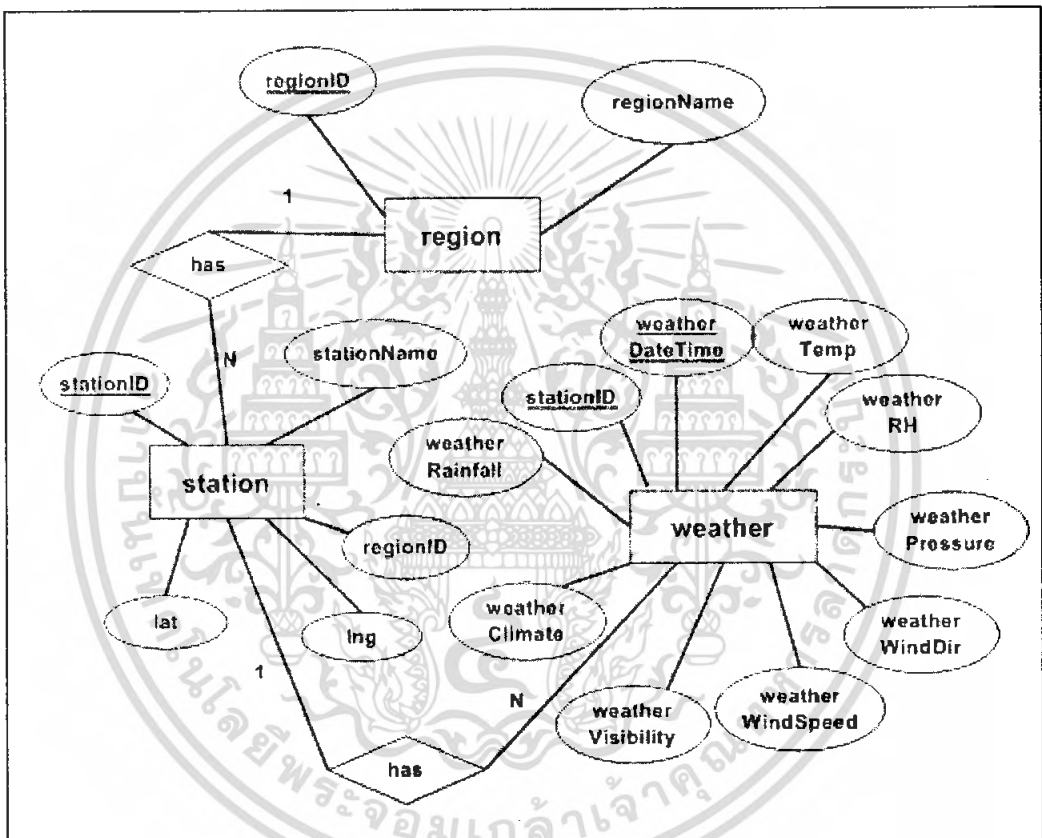 regionID
regionName
1
region
has
N
stationID
stationName
station
regionID
lat
lng
weather
DateTime
weather
Temp
stationID
weather
RH
weather
Rainfall
weather
weather
Pressure
weather
Climate
weather
WindDir
weather
WindSpeed
weather
Visibility
1
N
has